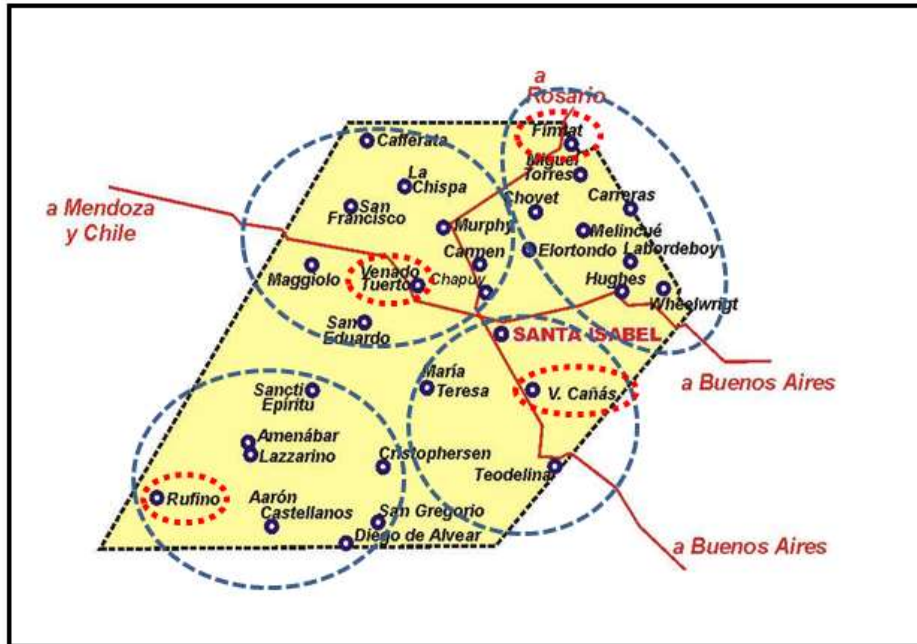 a
Rosario
Firmat
Cafferata
Miguel
Torres
La
Chispa
Carreras
Chovet
San
Francisco
a Mendoza
y Chile
Murphy
Melincué
Carmen
Elortondo
Labordeboy
Venado
Tuerto
Maggiolo
Chapuy
Hughes
Wheelwrigt
San
Eduardo
SANTA ISABEL
María
Teresa
a Buenos Aires
Sancti
Epíritu
V. Cañás
Amenábar
Lazzarino
Cristophersen
Teodelina
Rufino
Aarón
Castellanos
San Gregorio
Diego de Alvear
a Buenos Aires